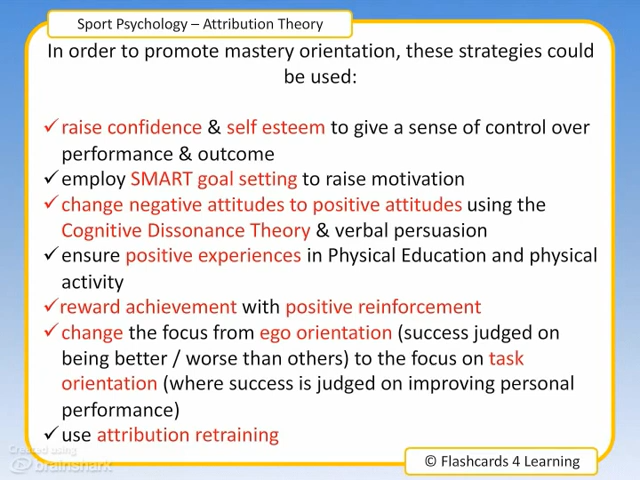 Sport Psychology – Attribution Theory
In order to promote mastery orientation, these strategies could
be used:
✓raise confidence & self esteem to give a sense of control over
performance & outcome
✓employ SMART goal setting to raise motivation
✓change negative attitudes to positive attitudes using the
Cognitive Dissonance Theory & verbal persuasion
✓ensure positive experiences in Physical Education and physical
activity
✓reward achievement with positive reinforcement
✓change the focus from ego orientation (success judged on
being better / worse than others) to the focus on task
orientation (where success is judged on improving personal
performance)
✓use attribution retraining
Created using
brainshark
© Flashcards 4 Learning